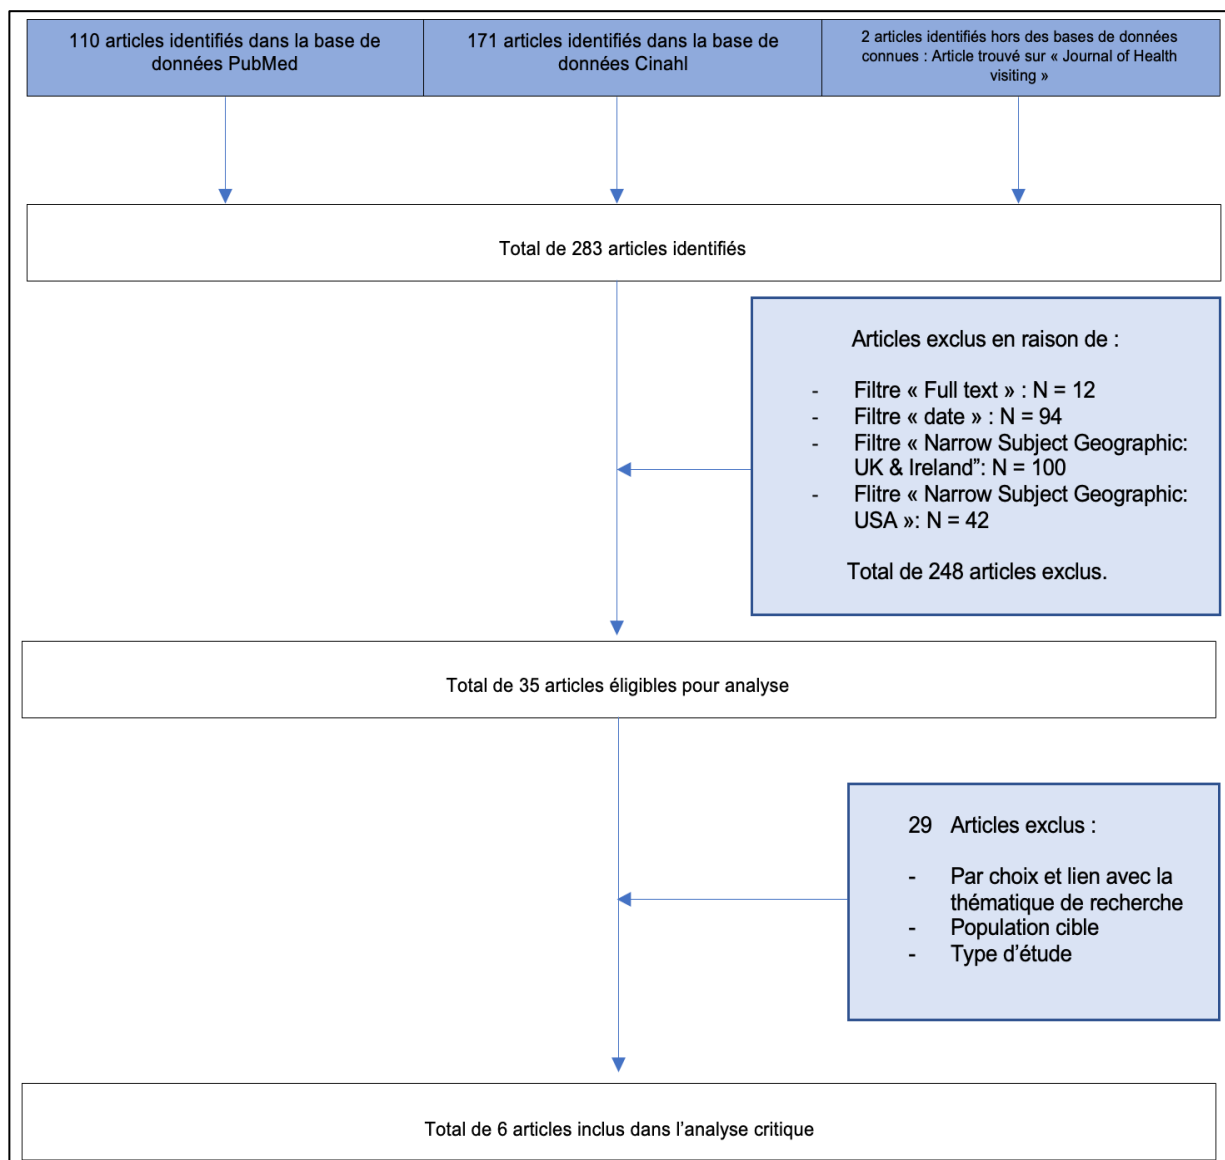 110 articles identifiés dans la base de
données PubMed
171 articles identifiés dans la base de
données Cinahl
2 articles identifiés hors des bases de données
connues : Article trouvé sur « Journal of Health
visiting »
Total de 283 articles identifiés
Articles exclus en raison de :
- Filtre « Full text » : N = 12
- Filtre « date » : N = 94
- Filtre « Narrow Subject Geographic:
UK & Ireland”: N = 100
- Flitre « Narrow Subject Geographic:
USA »: N = 42
Total de 248 articles exclus.
Total de 35 articles éligibles pour analyse
29 Articles exclus :
- Par choix et lien avec la
thématique de recherche
- Population cible
- Type d’étude
Total de 6 articles inclus dans l’analyse critique